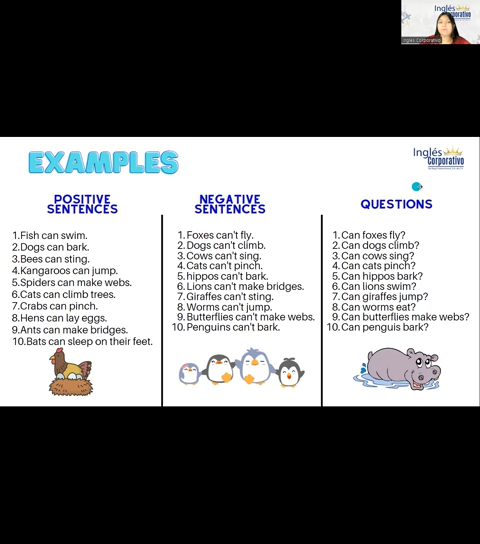 Inglés
Corporativo
Inglés Corporativo
EXAMPLES
Inglés
Corporativo
POSITIVE
SENTENCES
1.Fish can swim.
2.Dogs can bark.
3.Bees can sting.
4.Kangaroos can jump.
5.Spiders can make webs.
6.Cats can climb trees.
7.Crabs can pinch.
8.Hens can lay eggs.
9.Ants can make bridges.
10.Bats can sleep on their feet.
NEGATIVE
SENTENCES
1.Foxes can't fly.
2.Dogs can't climb.
3.Cows can't sing.
4.Cats can't pinch.
5.hippos can't bark.
6.Lions can't make bridges.
7.Giraffes can't sting.
8.Worms can't jump.
9.Butterflies can't make webs.
10.Penguins can't bark.
QUESTIONS
1.Can foxes fly?
2.Can dogs climb?
3.Can cows sing?
4.Can cats pinch?
5.Can hippos bark?
6.Can lions swim?
7.Can giraffes jump?
8.Can worms eat?
9.Can butterflies make webs?
10.Can penguis bark?